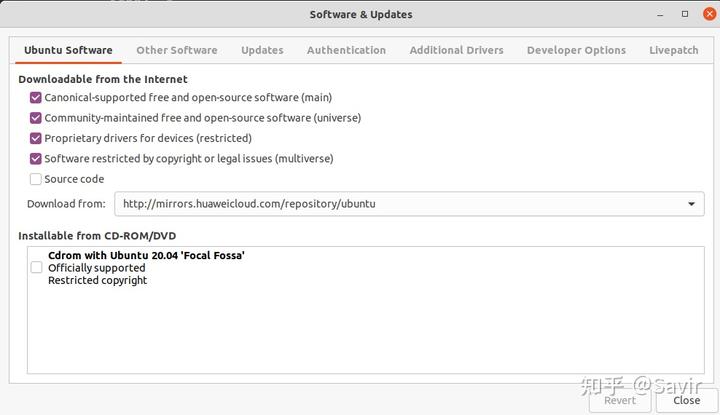 Software & Updates
Ubuntu Software Other Software Updates Authentication Additional Drivers Developer Options Livepatch
Downloadable from the Internet
Canonical-supported free and open-source software (main)
Community-maintained free and open-source software (universe)
Proprietary drivers for devices (restricted)
Software restricted by copyright or legal issues (multiverse)
Source code
Download from: http://mirrors.huaweicloud.com/repository/ubuntu
Installable from CD-ROM/DVD
Cdrom with Ubuntu 20.04 'Focal Fossa'
Officially supported
Restricted copyright
知乎 @Savir
Revert Close